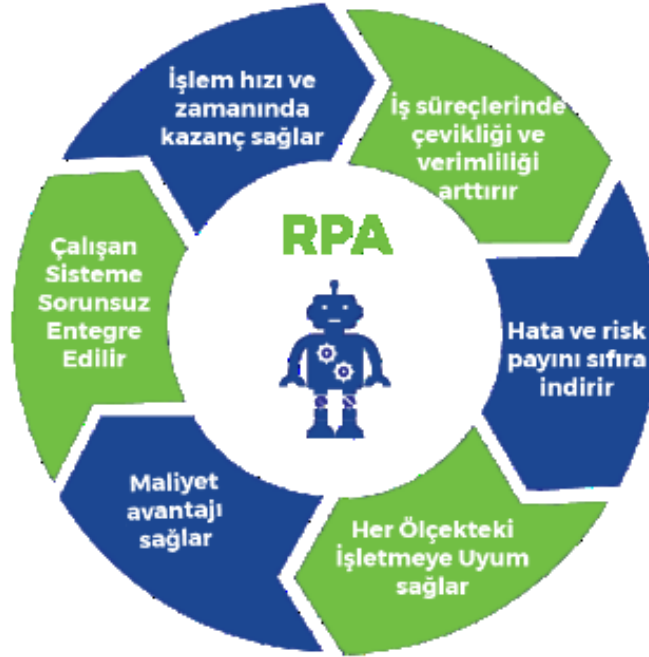 İşlem hızı ve
zamanında
kazanç sağlar
İş süreçlerinde
çevikliği ve
verimliliği
arttırır
Hata ve risk
payını sıfıra
indirir
Her Ölçekteki
İşletmeye Uyum
sağlar
Maliyet
avantajı
sağlar
Çalışan
Sisteme
Sorunsuz
Entegre
Edilir
RPA